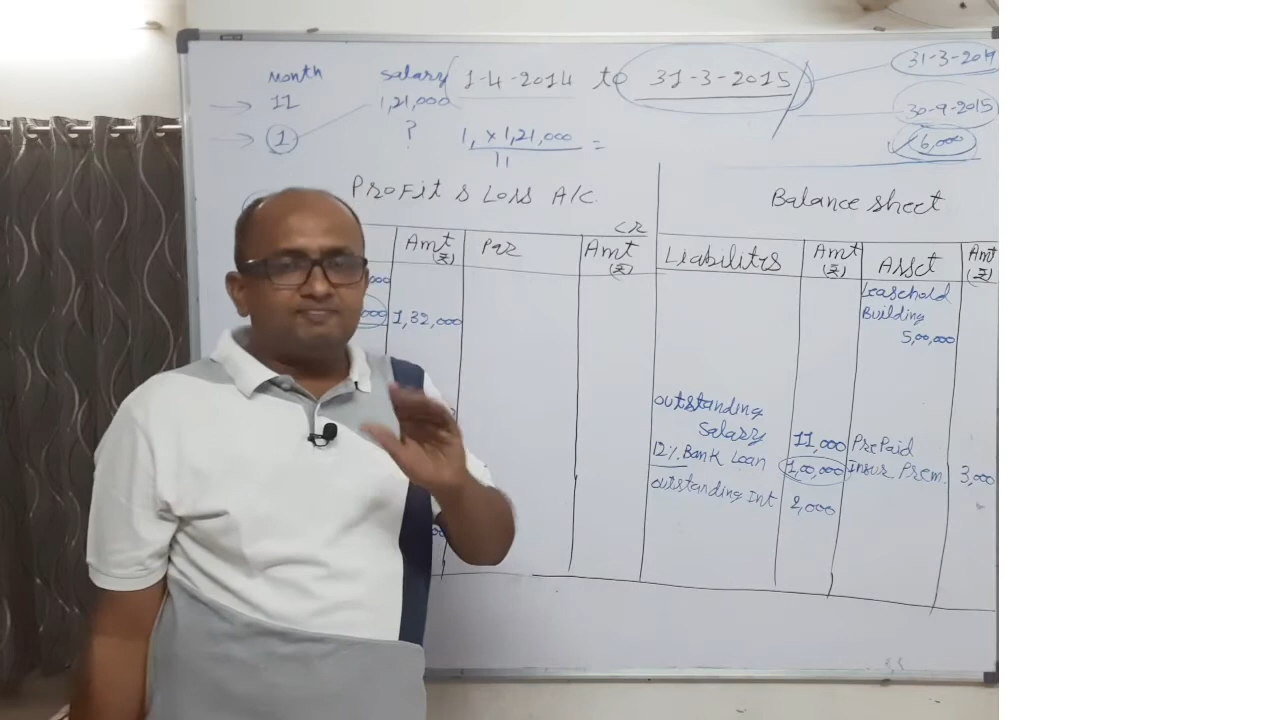 Month salary 1-4-2014 to 31-3-2015
→ 11 1,21,000
→ 1 ? 1 x 1,21,000 =
11
30-9-2015
6,000
Profit & Loss A/C
Balance sheet
CR
Amt (₹) Par Amt (₹)
Liabilities Amt (₹) Asset Amt (₹)
Leasehold
Building
5,00,000
1,32,000
outstanding
salary 11,000
12% Bank Loan 1,00,000
outstanding Int 2,000
PrePaid
Insur Prem. 3,000